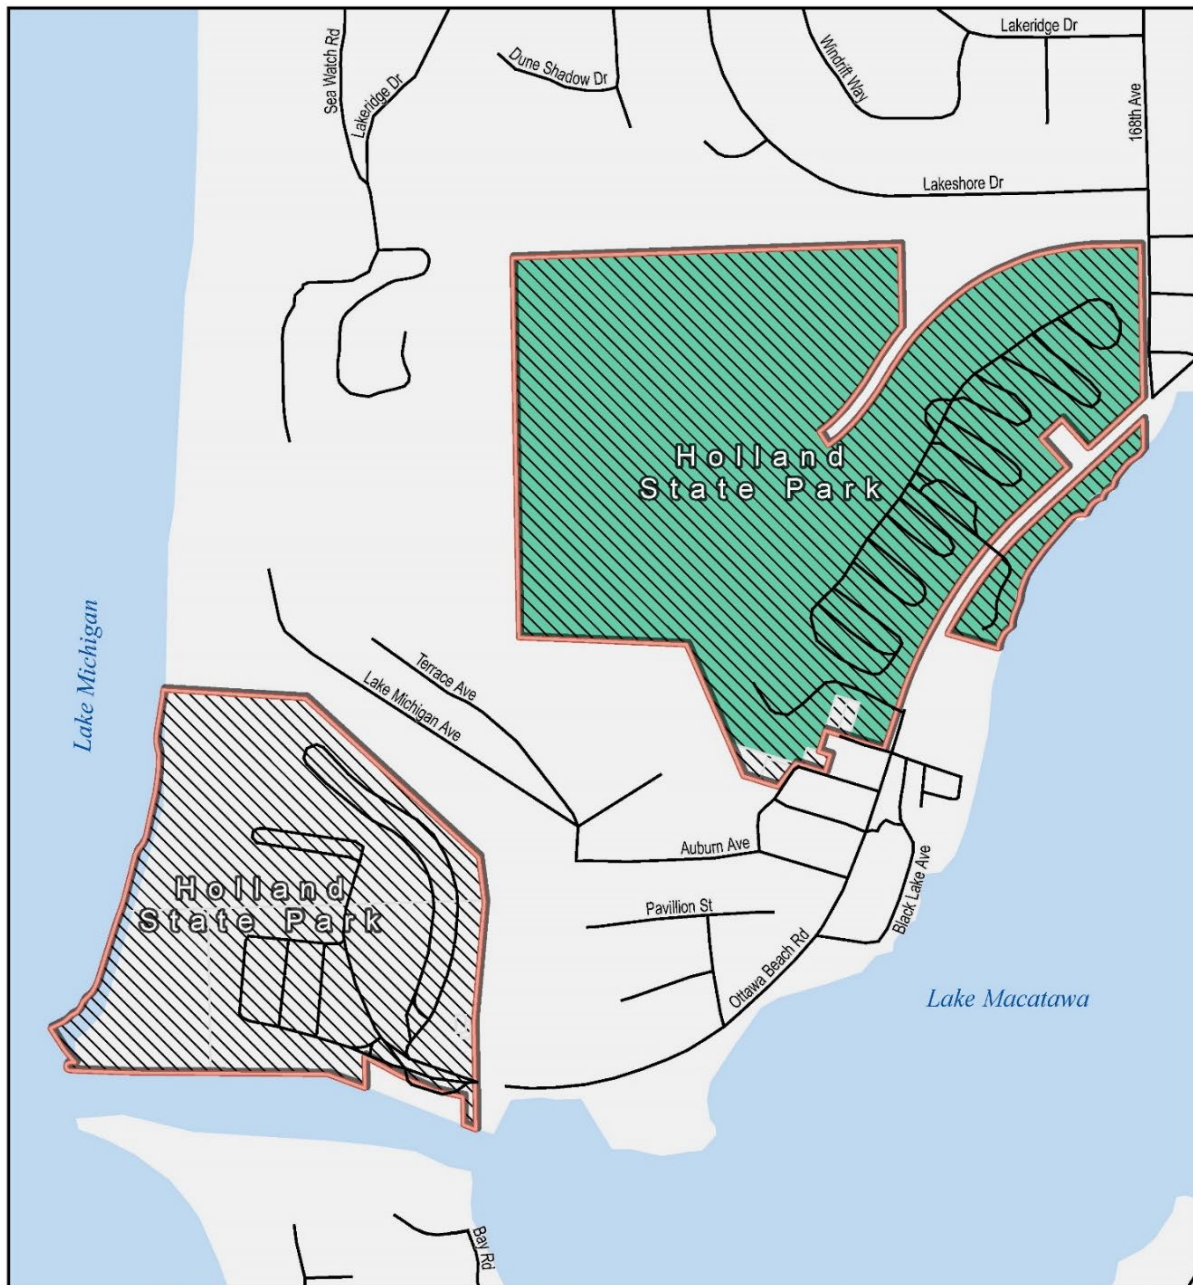 Sea Watch Rd
Lakeridge Dr
Dune Shadow Dr
Windrift Way
Lakeridge Dr
168th Ave
Lakeshore Dr
Holland
State Park
Lake Michigan
Terrace Ave
Lake Michigan Ave
Auburn Ave
Holland
State Park
Pavillion St
Black Lake Ave
Ottawa Beach Rd
Lake Macatawa
Bay Rd